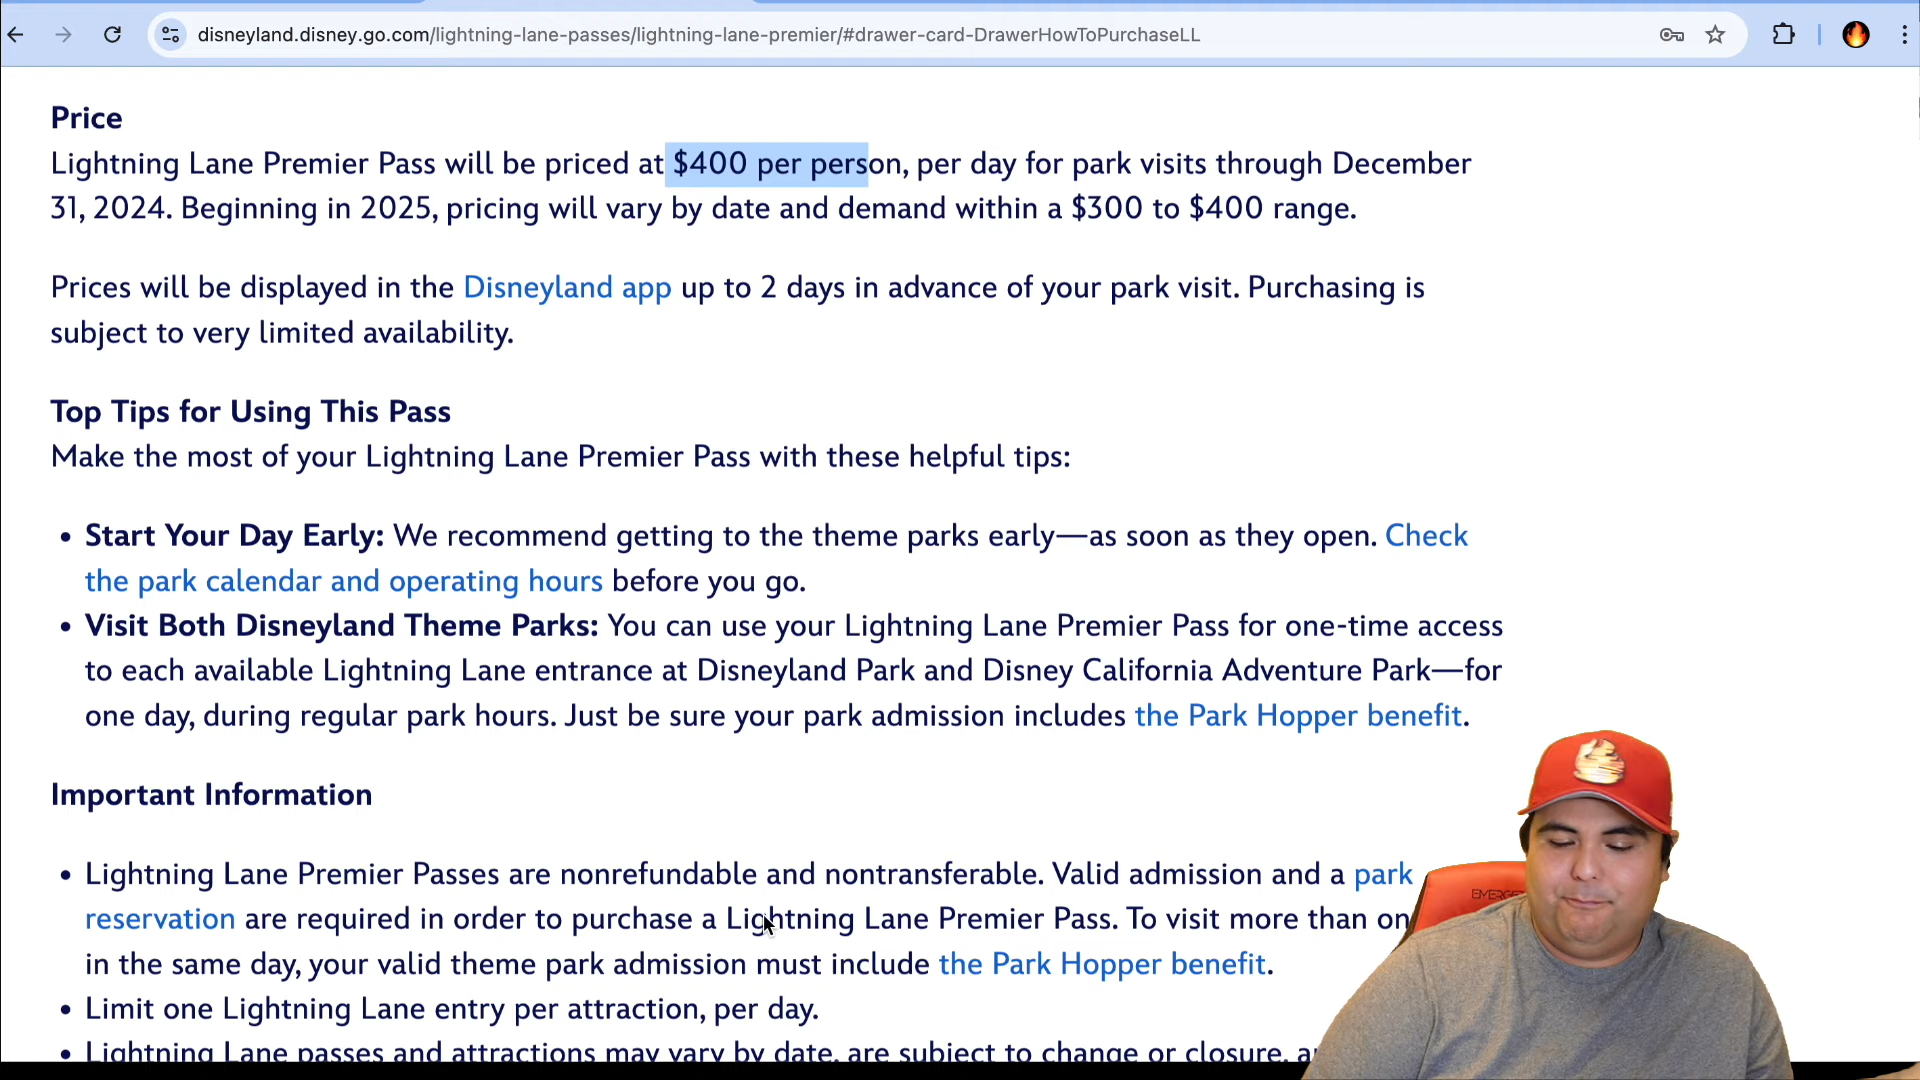 disneyland.disney.go.com/lightning-lane-passes/lightning-lane-premier/#drawer-card-DrawerHowToPurchaseLL
Price
Lightning Lane Premier Pass will be priced at $400 per person, per day for park visits through December
31, 2024. Beginning in 2025, pricing will vary by date and demand within a $300 to $400 range.
Prices will be displayed in the Disneyland app up to 2 days in advance of your park visit. Purchasing is
subject to very limited availability.
Top Tips for Using This Pass
Make the most of your Lightning Lane Premier Pass with these helpful tips:
• Start Your Day Early: We recommend getting to the theme parks early—as soon as they open. Check
the park calendar and operating hours before you go.
• Visit Both Disneyland Theme Parks: You can use your Lightning Lane Premier Pass for one-time access
to each available Lightning Lane entrance at Disneyland Park and Disney California Adventure Park—for
one day, during regular park hours. Just be sure your park admission includes the Park Hopper benefit.
Important Information
• Lightning Lane Premier Passes are nonrefundable and nontransferable. Valid admission and a park
reservation are required in order to purchase a Lightning Lane Premier Pass. To visit more than on
in the same day, your valid theme park admission must include the Park Hopper benefit.
• Limit one Lightning Lane entry per attraction, per day.
• Lightning Lane passes and attractions may vary by date, are subject to change or closure,